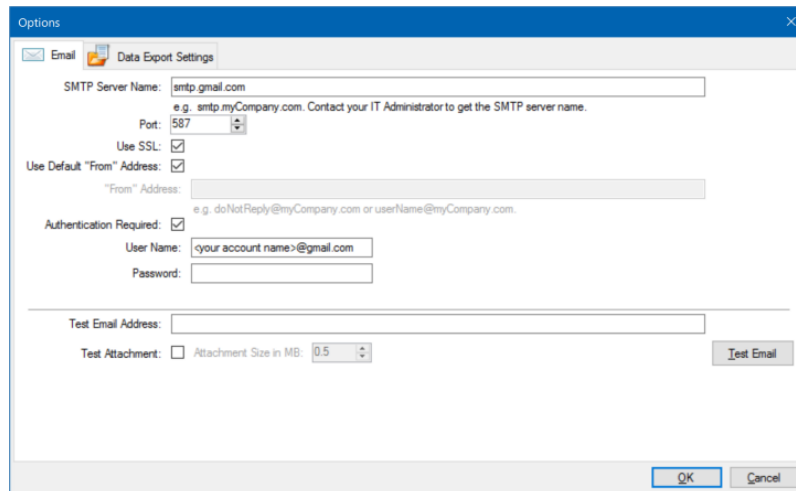 Options
Email Data Export Settings
SMTP Server Name: smtp.gmail.com
e.g. smtp.myCompany.com. Contact your IT Administrator to get the SMTP server name.
Port: 587
Use SSL:
Use Default "From" Address:
"From" Address:
e.g. doNotReply@myCompany.com or userName@myCompany.com.
Authentication Required:
User Name: <your account name>@gmail.com
Password:
Test Email Address:
Test Attachment: Attachment Size in MB: 0.5 Test Email
OK Cancel